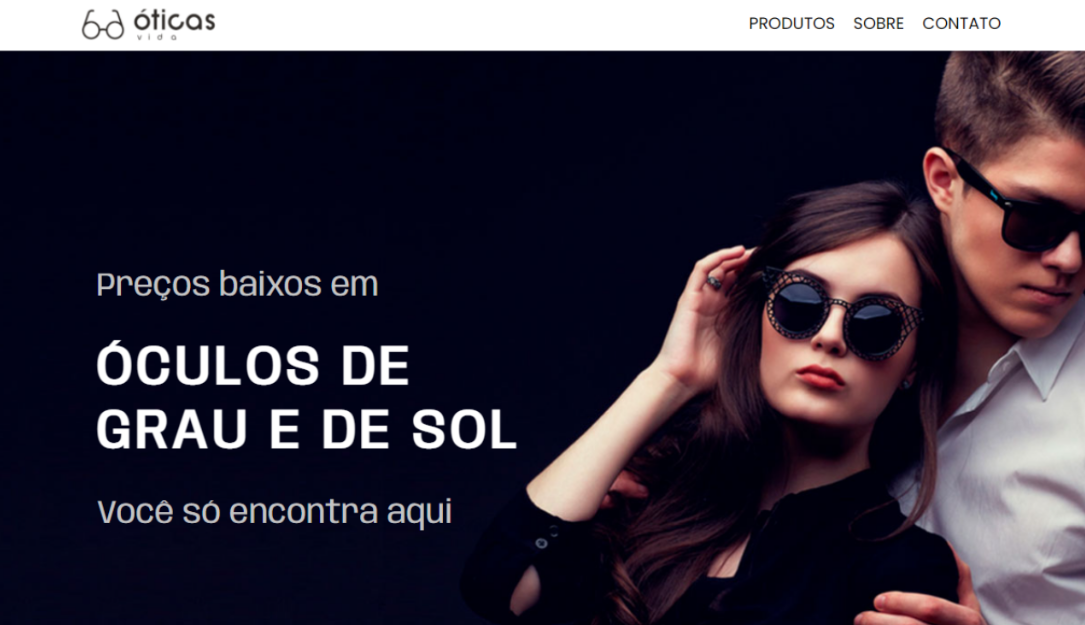 óticas
vida
PRODUTOS SOBRE CONTATO
Preços baixos em
ÓCULOS DE
GRAU E DE SOL
Você só encontra aqui